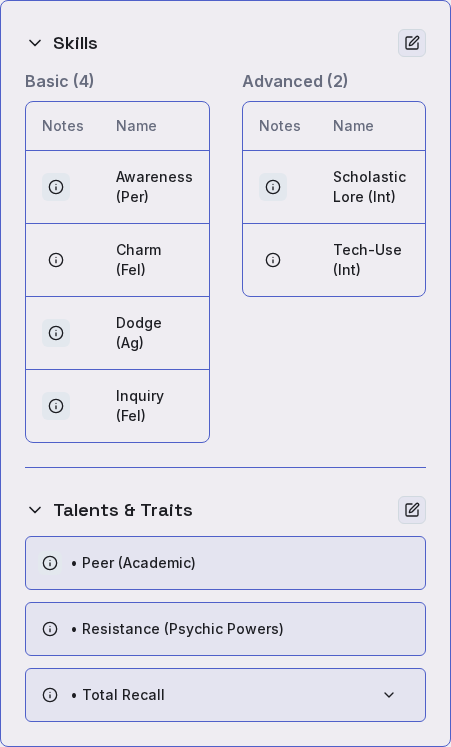 Skills
Basic (4)
Notes Name
Awareness
(Per)
Charm
(Fel)
Dodge
(Ag)
Inquiry
(Fel)
Advanced (2)
Notes Name
Scholastic
Lore (Int)
Tech-Use
(Int)
Talents & Traits
• Peer (Academic)
• Resistance (Psychic Powers)
• Total Recall